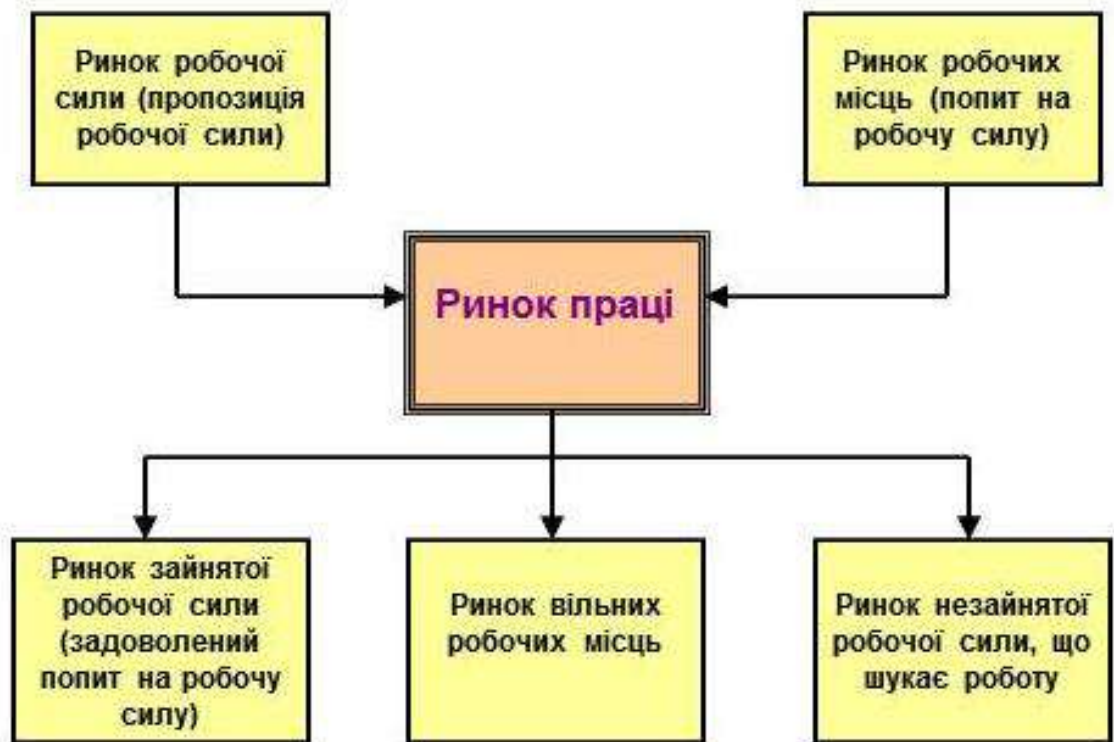 Ринок робочої
сили (пропозиція
робочої сили)
Ринок робочих
місць (попит на
робочу силу)
Ринок праці
Ринок зайнятої
робочої сили
(задоволений
попит на робочу
силу)
Ринок вільних
робочих місць
Ринок незайнятої
робочої сили, що
шукає роботу